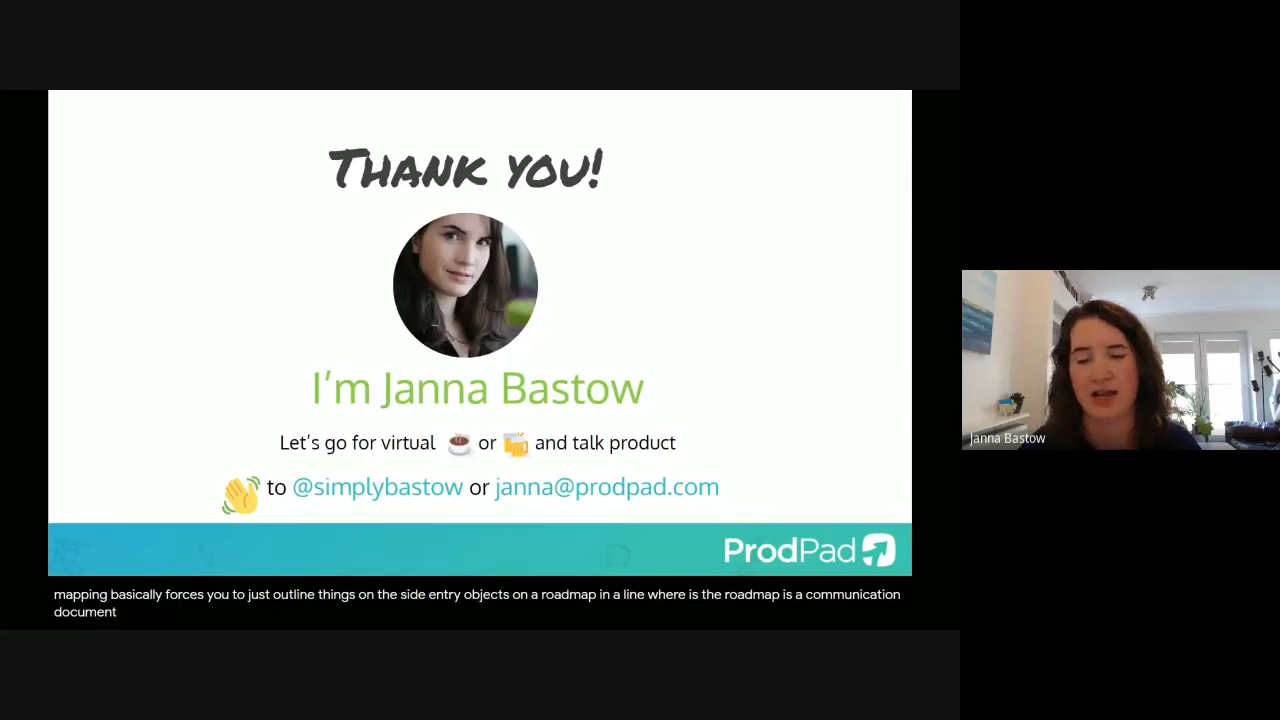 THANK YOU!
I'm Janna Bastow
Let's go for virtual ☕ or 🍻 and talk product
👋 to @simplybastow or janna@prodpad.com
ProdPad
mapping basically forces you to just outline things on the side entry objects on a roadmap in a line where is the roadmap is a communication
document
Janna Bastow